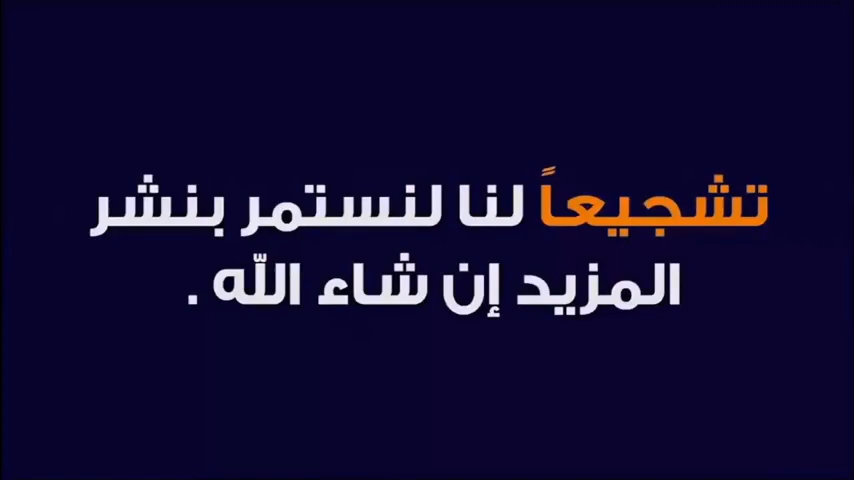 تشجيعاً لنا لنستمر بنشر
المزيد إن شاء الله .